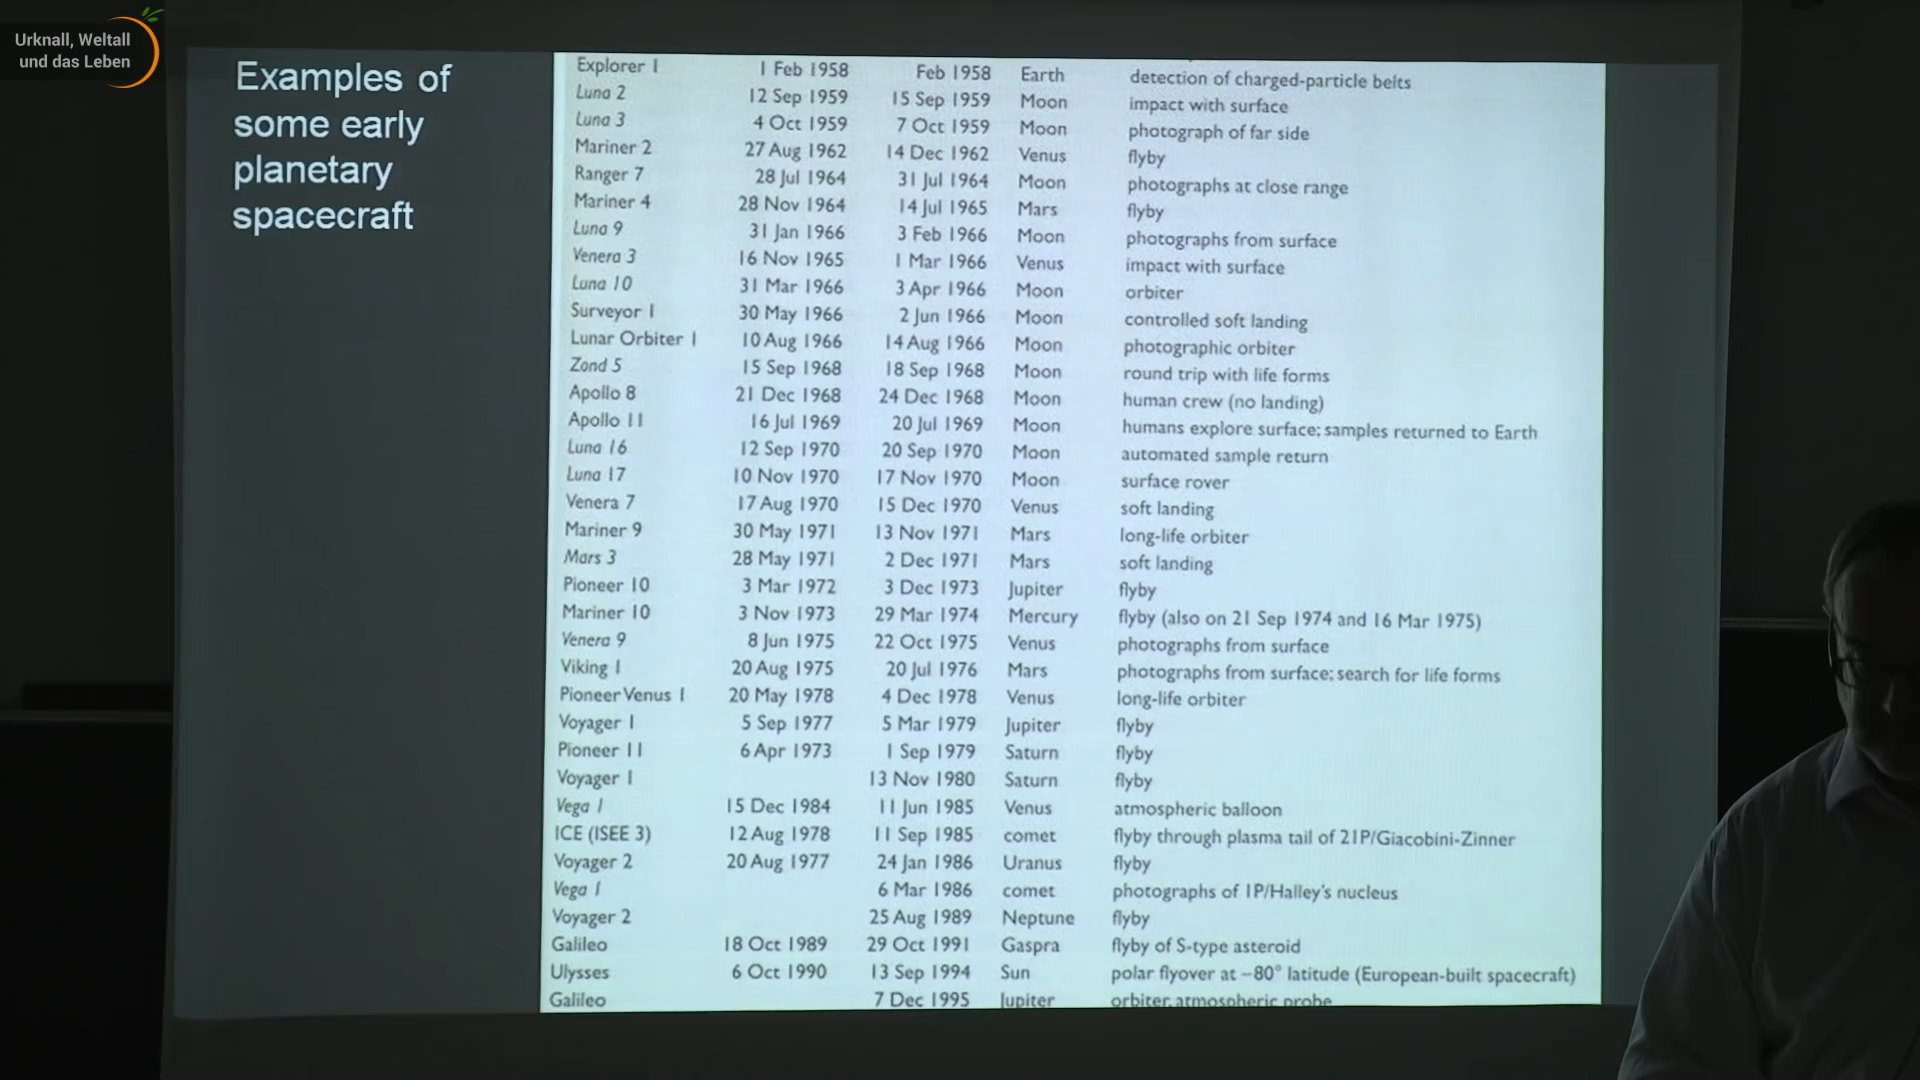 Urknall, Weltall
und das Leben
Examples of
some early
planetary
spacecraft
Explorer 1 1 Feb 1958 Feb 1958 Earth detection of charged-particle belts
Luna 2 12 Sep 1959 15 Sep 1959 Moon impact with surface
Luna 3 4 Oct 1959 7 Oct 1959 Moon photograph of far side
Mariner 2 27 Aug 1962 14 Dec 1962 Venus flyby
Ranger 7 28 Jul 1964 31 Jul 1964 Moon photographs at close range
Mariner 4 28 Nov 1964 14 Jul 1965 Mars flyby
Luna 9 31 Jan 1966 3 Feb 1966 Moon photographs from surface
Venera 3 16 Nov 1965 1 Mar 1966 Venus impact with surface
Luna 10 31 Mar 1966 3 Apr 1966 Moon orbiter
Surveyor 1 30 May 1966 2 Jun 1966 Moon controlled soft landing
Lunar Orbiter 1 10 Aug 1966 14 Aug 1966 Moon photographic orbiter
Zond 5 15 Sep 1968 18 Sep 1968 Moon round trip with life forms
Apollo 8 21 Dec 1968 24 Dec 1968 Moon human crew (no landing)
Apollo 11 16 Jul 1969 20 Jul 1969 Moon humans explore surface; samples returned to Earth
Luna 16 12 Sep 1970 20 Sep 1970 Moon automated sample return
Luna 17 10 Nov 1970 17 Nov 1970 Moon surface rover
Venera 7 17 Aug 1970 15 Dec 1970 Venus soft landing
Mariner 9 30 May 1971 13 Nov 1971 Mars long-life orbiter
Mars 3 28 May 1971 2 Dec 1971 Mars soft landing
Pioneer 10 3 Mar 1972 3 Dec 1973 Jupiter flyby
Mariner 10 3 Nov 1973 29 Mar 1974 Mercury flyby (also on 21 Sep 1974 and 16 Mar 1975)
Venera 9 8 Jun 1975 22 Oct 1975 Venus photographs from surface
Viking 1 20 Aug 1975 20 Jul 1976 Mars photographs from surface; search for life forms
Pioneer Venus 1 20 May 1978 4 Dec 1978 Venus long-life orbiter
Voyager 1 5 Sep 1977 5 Mar 1979 Jupiter flyby
Pioneer 11 6 Apr 1973 1 Sep 1979 Saturn flyby
Voyager 1 13 Nov 1980 Saturn flyby
Vega 1 15 Dec 1984 11 Jun 1985 Venus atmospheric balloon
ICE (ISEE 3) 12 Aug 1978 11 Sep 1985 comet flyby through plasma tail of 21P/Giacobini-Zinner
Voyager 2 20 Aug 1977 24 Jan 1986 Uranus flyby
Vega 1 6 Mar 1986 comet photographs of 1P/Halley's nucleus
Voyager 2 25 Aug 1989 Neptune flyby
Galileo 18 Oct 1989 29 Oct 1991 Gaspra flyby of S-type asteroid
Ulysses 6 Oct 1990 13 Sep 1994 Sun polar flyover at −80° latitude (European-built spacecraft)
Galileo 7 Dec 1995 Jupiter orbiter, atmospheric probe